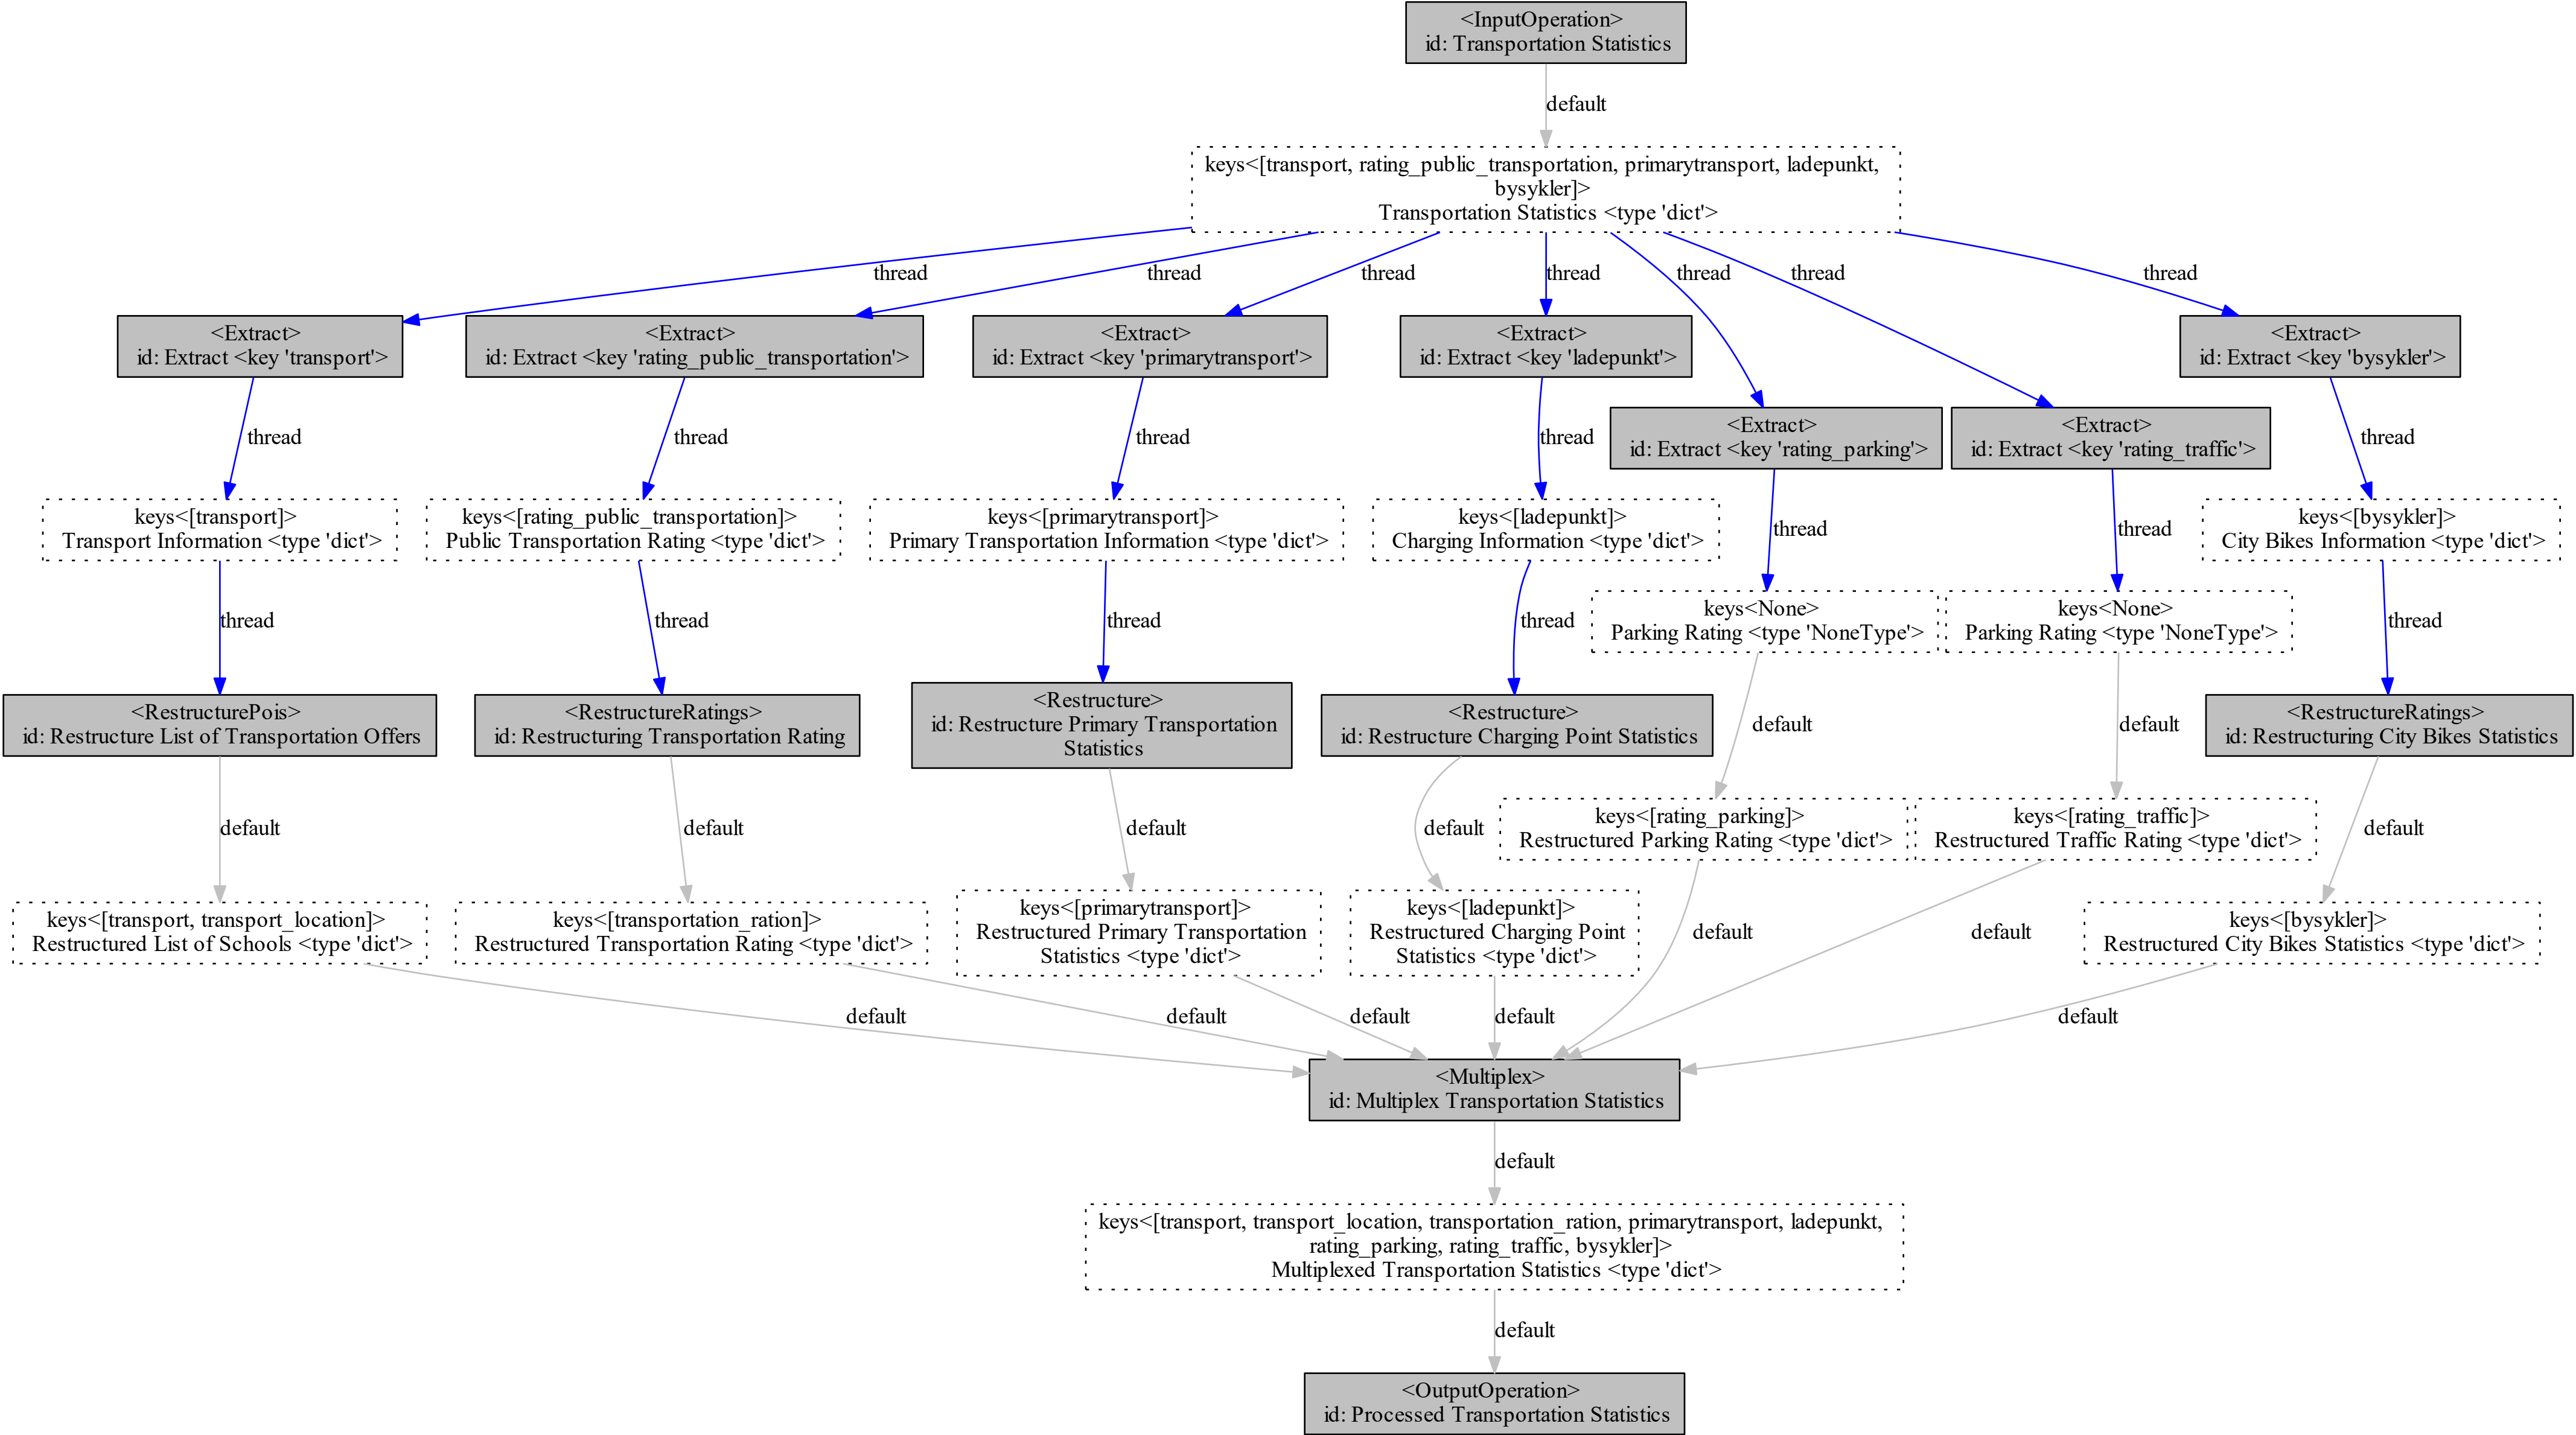 <InputOperation>
id: Transportation Statistics
default
keys<[transport, rating_public_transportation, primarytransport, ladepunkt,
bysykler]>
Transportation Statistics <type 'dict'>
thread
thread
thread
thread
thread
thread
thread
<Extract>
id: Extract <key 'transport'>
<Extract>
id: Extract <key 'rating_public_transportation'>
<Extract>
id: Extract <key 'primarytransport'>
<Extract>
id: Extract <key 'ladepunkt'>
<Extract>
id: Extract <key 'bysykler'>
<Extract>
id: Extract <key 'rating_parking'>
<Extract>
id: Extract <key 'rating_traffic'>
thread
thread
thread
thread
thread
keys<[transport]>
Transport Information <type 'dict'>
keys<[rating_public_transportation]>
Public Transportation Rating <type 'dict'>
keys<[primarytransport]>
Primary Transportation Information <type 'dict'>
keys<[ladepunkt]>
Charging Information <type 'dict'>
thread
thread
keys<[bysykler]>
City Bikes Information <type 'dict'>
thread
thread
thread
thread
keys<None>
Parking Rating <type 'NoneType'>
keys<None>
Parking Rating <type 'NoneType'>
thread
<RestructurePois>
id: Restructure List of Transportation Offers
<RestructureRatings>
id: Restructuring Transportation Rating
<Restructure>
id: Restructure Primary Transportation
Statistics
<Restructure>
id: Restructure Charging Point Statistics
default
default
<RestructureRatings>
id: Restructuring City Bikes Statistics
default
default
default
default
keys<[rating_parking]>
Restructured Parking Rating <type 'dict'>
keys<[rating_traffic]>
Restructured Traffic Rating <type 'dict'>
default
keys<[transport, transport_location]>
Restructured List of Schools <type 'dict'>
keys<[transportation_ration]>
Restructured Transportation Rating <type 'dict'>
keys<[primarytransport]>
Restructured Primary Transportation
Statistics <type 'dict'>
keys<[ladepunkt]>
Restructured Charging Point
Statistics <type 'dict'>
default
default
keys<[bysykler]>
Restructured City Bikes Statistics <type 'dict'>
default
default
default
default
default
<Multiplex>
id: Multiplex Transportation Statistics
default
keys<[transport, transport_location, transportation_ration, primarytransport, ladepunkt,
rating_parking, rating_traffic, bysykler]>
Multiplexed Transportation Statistics <type 'dict'>
default
<OutputOperation>
id: Processed Transportation Statistics